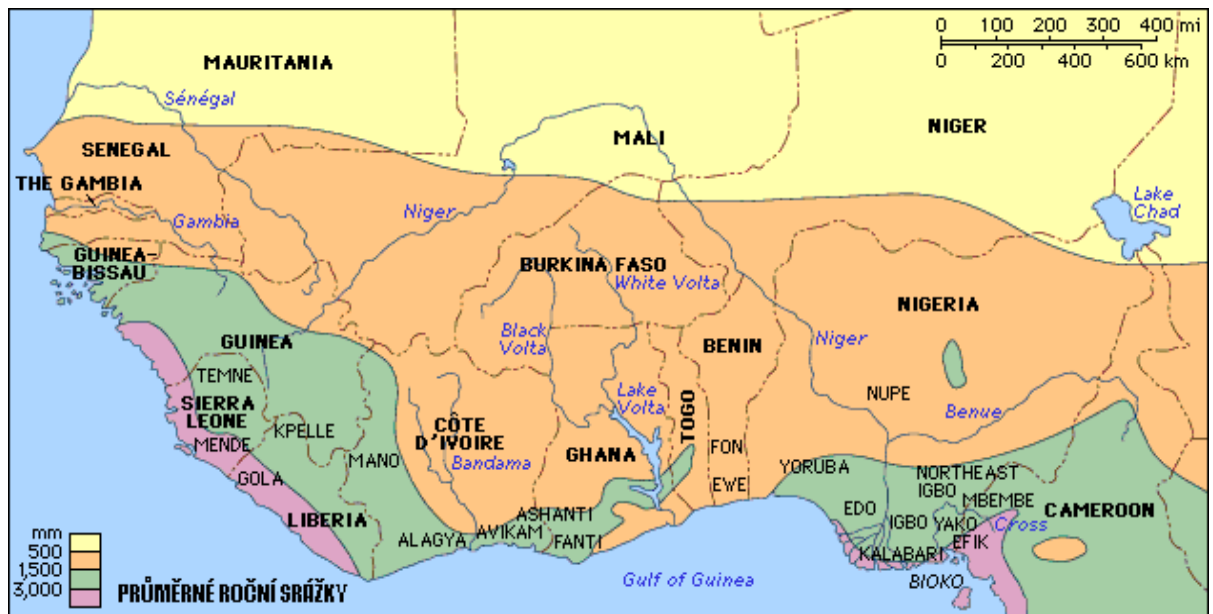 0 100 200 300 400 mi
0 200 400 600 km
MAURITANIA
Sénégal
MALI
NIGER
SENEGAL
THE GAMBIA
Gambia
Niger
Lake
Chad
GUINEA-
BISSAU
BURKINA FASO
White Volta
NIGERIA
Black
Volta
GUINEA
BENIN
Niger
TEMNE
SIERRA
LEONE
KPELLE
MENDE
MANO
GOLA
LIBERIA
CÔTE
D'IVOIRE
Bandama
Lake
Volta
GHANA
TOGO
NUPE
Benue
FON
EWE
YORUBA
NORTHEAST
IGBO
MBEMBE
CAMEROON
EDO
IGBO
YAKO
Cross
EFIK
KALABARI
BIOKO
ASHANTI
AVIKAM
ALAGYA
FANTI
Gulf of Guinea
mm
500
1,500
3,000
PRŮMĚRNÉ ROČNÍ SRÁŽKY